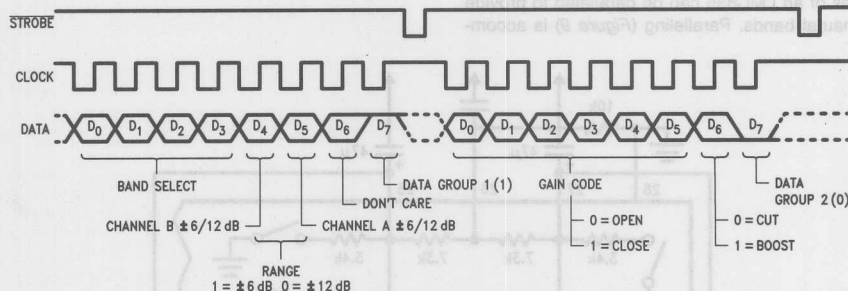 STROBE
CLOCK
DATA
D0 D1 D2 D3 D4 D5 D6 D7 D0 D1 D2 D3 D4 D5 D6 D7
BAND SELECT
DATA GROUP 1 (1)
GAIN CODE
DATA
GROUP 2 (0)
DON'T CARE
CHANNEL B ±6/12 dB
CHANNEL A ±6/12 dB
0 = OPEN
1 = CLOSE
0 = CUT
1 = BOOST
RANGE
1 = ±6 dB 0 = ±12 dB